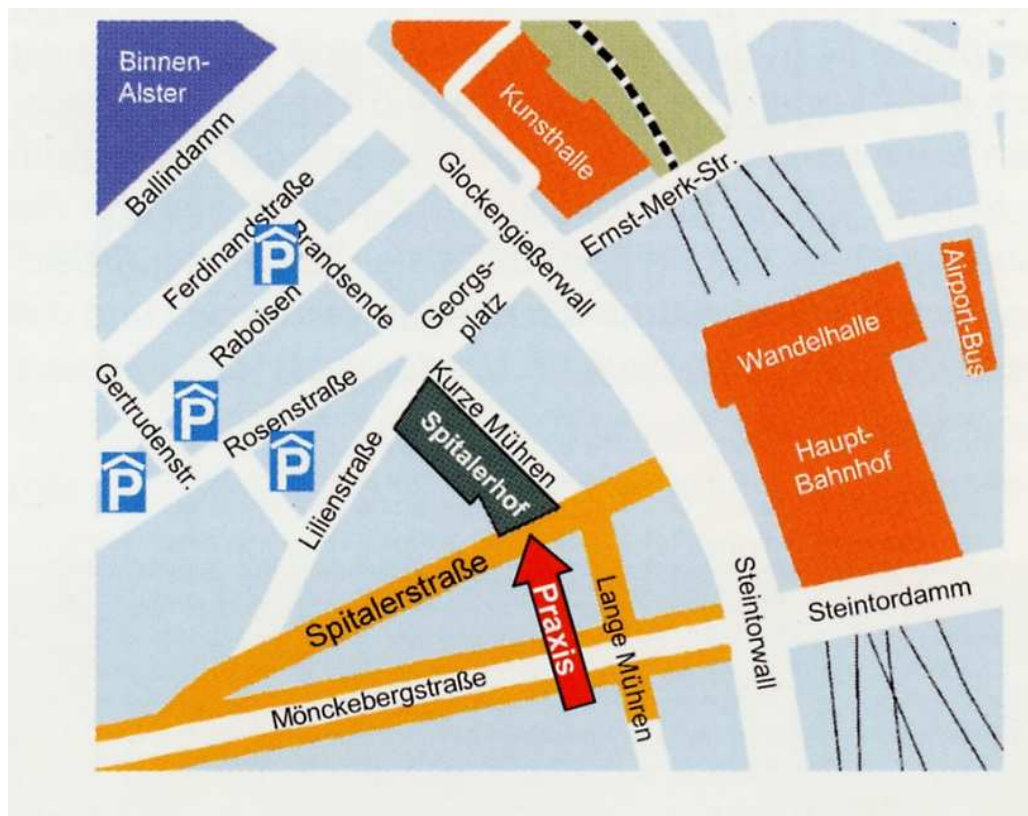 Binnen-
Alster
Ballindamm
Kunsthalle
Glockengießerwall
Ernst-Merk-Str.
Ferdinandstraße
Brandsende
P
Georgs-
platz
Raboisen
Airport-Bus
Wandelhalle
Gertrudenstr.
P
Rosenstraße
Kurze Mühren
Spitalerhof
Haupt-
Bahnhof
P
P
Lilienstraße
Spitalerstraße
Praxis
Lange Mühren
Steintorwall
Steintordamm
Mönckebergstraße